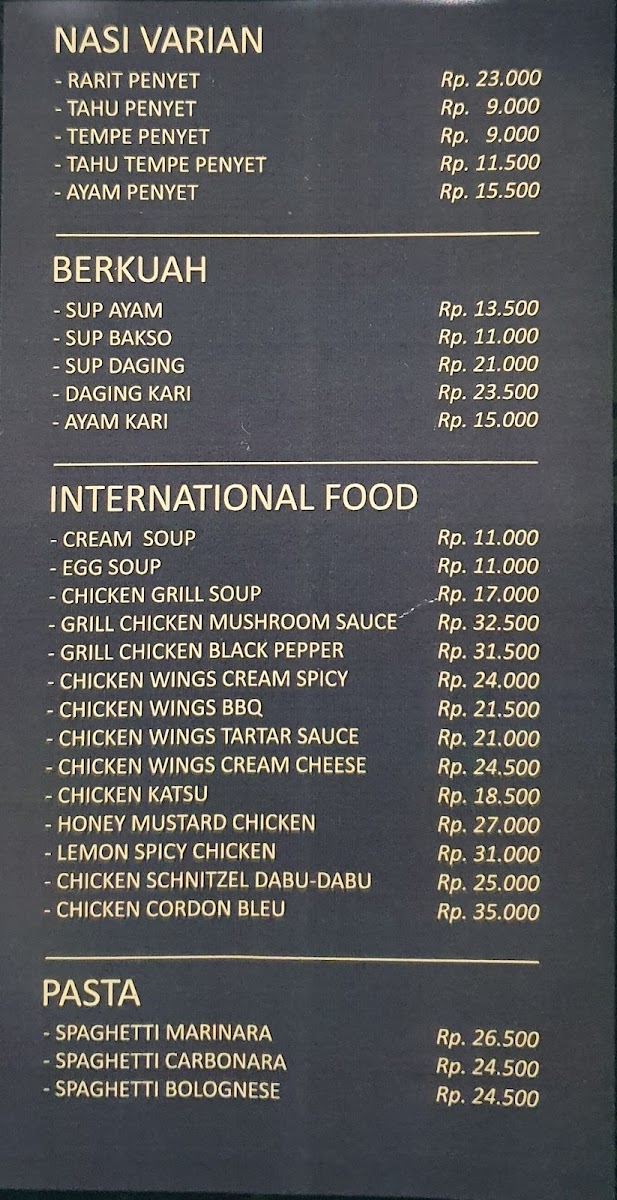 NASI VARIAN
- RARIT PENYET Rp. 23.000
- TAHU PENYET Rp. 9.000
- TEMPE PENYET Rp. 9.000
- TAHU TEMPE PENYET Rp. 11.500
- AYAM PENYET Rp. 15.500
BERKUAH
- SUP AYAM Rp. 13.500
- SUP BAKSO Rp. 11.000
- SUP DAGING Rp. 21.000
- DAGING KARI Rp. 23.500
- AYAM KARI Rp. 15.000
INTERNATIONAL FOOD
- CREAM SOUP Rp. 11.000
- EGG SOUP Rp. 11.000
- CHICKEN GRILL SOUP Rp. 17.000
- GRILL CHICKEN MUSHROOM SAUCE Rp. 32.500
- GRILL CHICKEN BLACK PEPPER Rp. 31.500
- CHICKEN WINGS CREAM SPICY Rp. 24.000
- CHICKEN WINGS BBQ Rp. 21.500
- CHICKEN WINGS TARTAR SAUCE Rp. 21.000
- CHICKEN WINGS CREAM CHEESE Rp. 24.500
- CHICKEN KATSU Rp. 18.500
- HONEY MUSTARD CHICKEN Rp. 27.000
- LEMON SPICY CHICKEN Rp. 31.000
- CHICKEN SCHNITZEL DABU-DABU Rp. 25.000
- CHICKEN CORDON BLEU Rp. 35.000
PASTA
- SPAGHETTI MARINARA Rp. 26.500
- SPAGHETTI CARBONARA Rp. 24.500
- SPAGHETTI BOLOGNESE Rp. 24.500